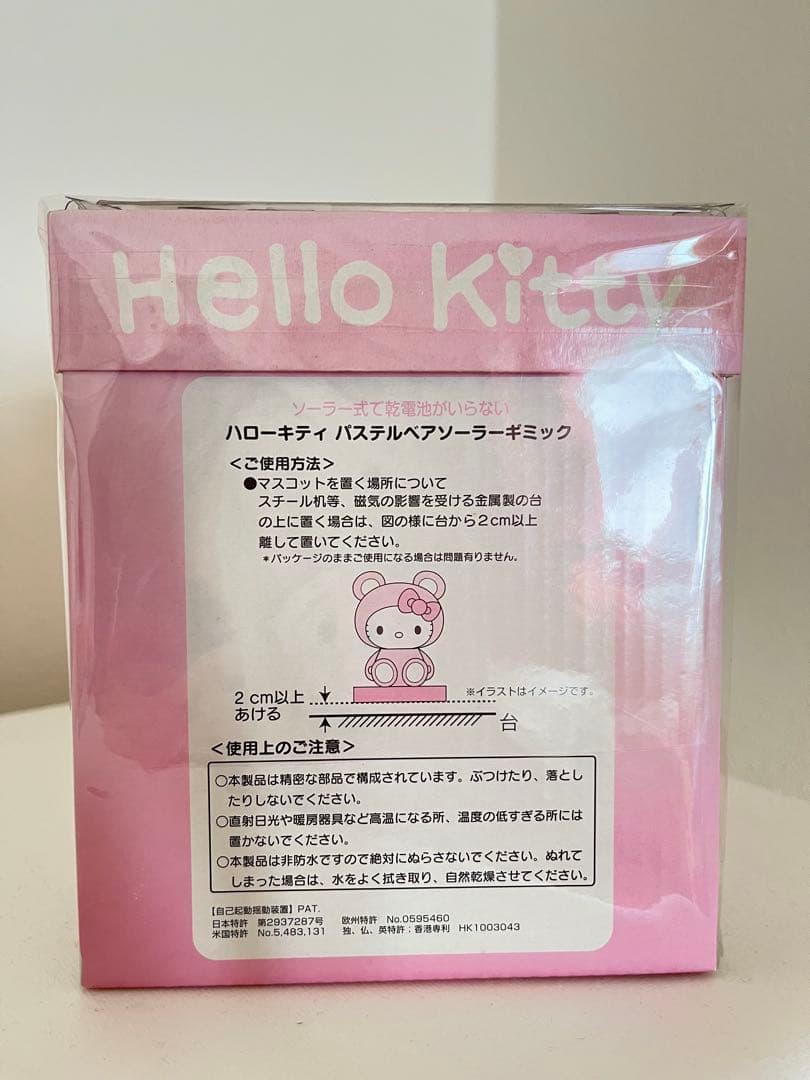 Hello Kitty
ソーラー式で乾電池がいらない
ハローキティ パステルベアソーラーギミック
<ご使用方法>
●マスコットを置く場所について
スチール机等、磁気の影響を受ける金属製の台
の上に置く場合は、図の様に台から2cm以上
離して置いてください。
*パッケージのままご使用になる場合は問題有りません。
※イラストはイメージです。
2cm以上
あける
台
<使用上のご注意>
○本製品は精密な部品で構成されています。ぶつけたり、落とし
たりしないでください。
○直射日光や暖房器具など高温になる所、温度の低すぎる所には
置かないでください。
○本製品は非防水ですので絶対にぬらさないでください。ぬれて
しまった場合は、水をよく拭き取り、自然乾燥させてください。
【自己起動揺動装置】PAT.
日本特許 第2937287号 欧州特許 No.0595460
米国特許 No.5,483,131 独、仏、英特許;香港専利 HK1003043